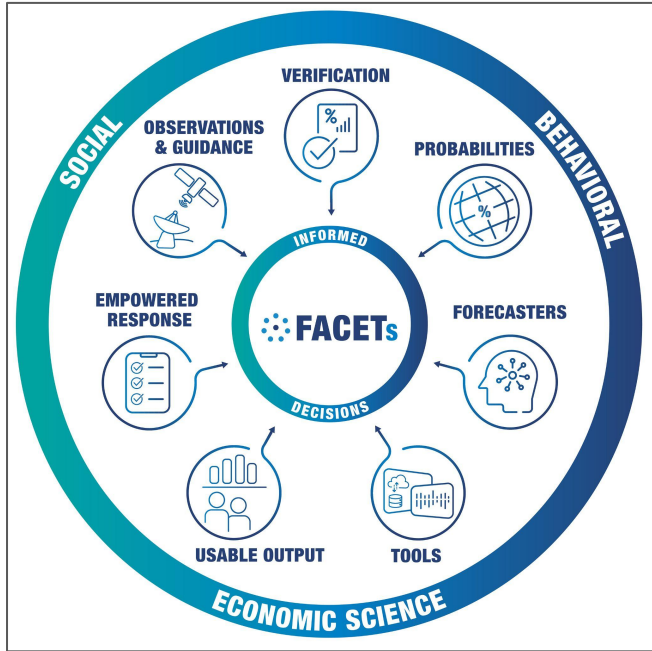 VERIFICATION
%
OBSERVATIONS
& GUIDANCE
PROBABILITIES
%
SOCIAL
BEHAVIORAL
INFORMED
EMPOWERED
RESPONSE
FACETs
FORECASTERS
DECISIONS
USABLE OUTPUT
TOOLS
ECONOMIC SCIENCE